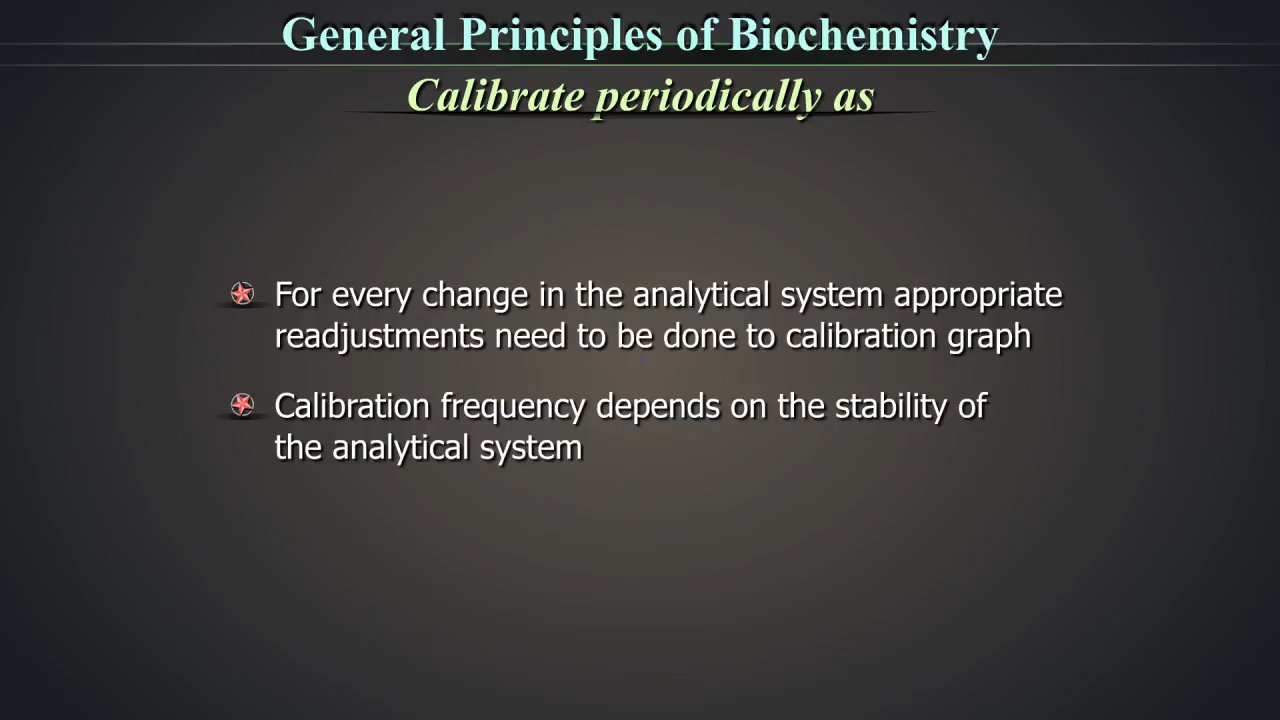 General Principles of Biochemistry
Calibrate periodically as
For every change in the analytical system appropriate
readjustments need to be done to calibration graph
Calibration frequency depends on the stability of
the analytical system